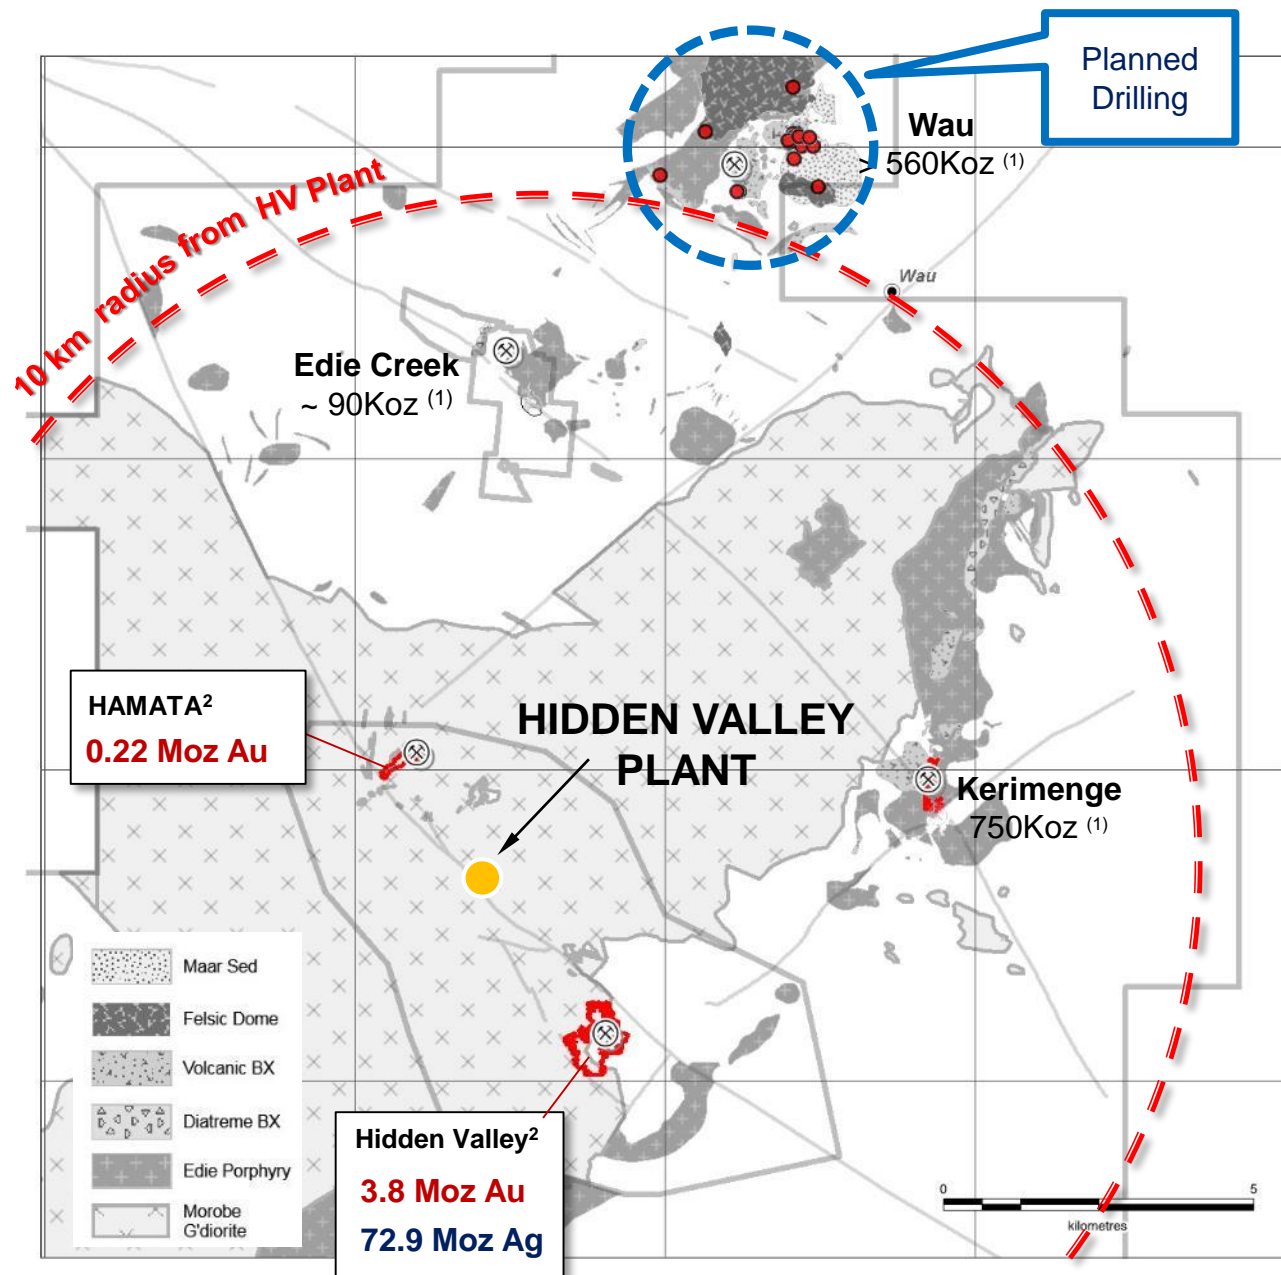 Planned
Drilling
Wau
> 560Koz (1)
10 km radius from HV Plant
Wau
Edie Creek
~ 90Koz (1)
HAMATA2
0.22 Moz Au
HIDDEN VALLEY
PLANT
Kerimenge
750Koz (1)
Maar Sed
Felsic Dome
Volcanic BX
Diatreme BX
Edie Porphyry
Morobe
G'diorite
Hidden Valley2
3.8 Moz Au
72.9 Moz Ag
0 5
kilometres